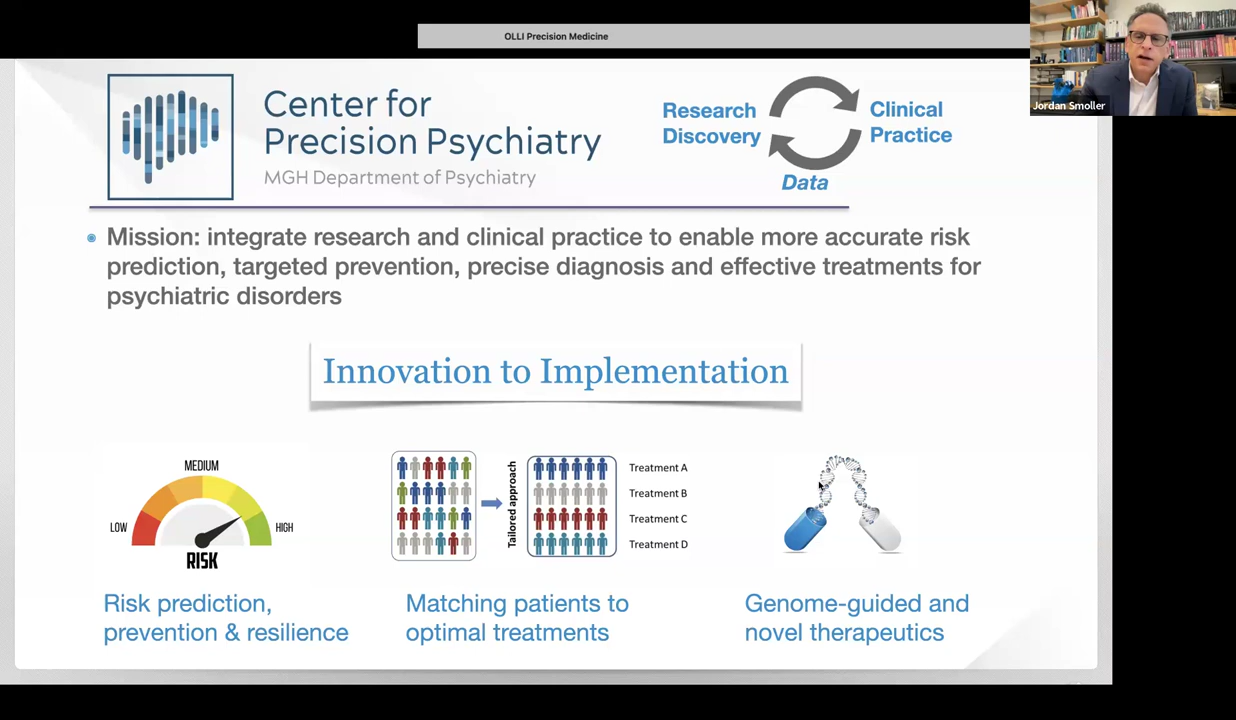 OLLI Precision Medicine
Jordan Smoller
Center for
Precision Psychiatry
MGH Department of Psychiatry
Research
Discovery
Clinical
Practice
Data
Mission: integrate research and clinical practice to enable more accurate risk
prediction, targeted prevention, precise diagnosis and effective treatments for
psychiatric disorders
Innovation to Implementation
MEDIUM
LOW
HIGH
RISK
Tailored approach
Treatment A
Treatment B
Treatment C
Treatment D
Risk prediction,
prevention & resilience
Matching patients to
optimal treatments
Genome-guided and
novel therapeutics